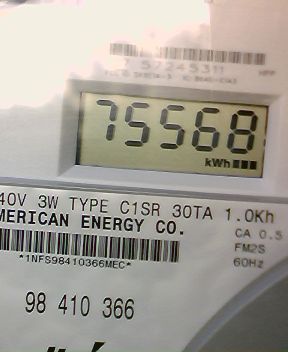 57245311
75568
kWh
40V 3W TYPE C1SR 30TA 1.0Kh
MERICAN ENERGY CO.
CA 0.5
FM2S
60Hz
*1NFS98410366MEC*
98 410 366